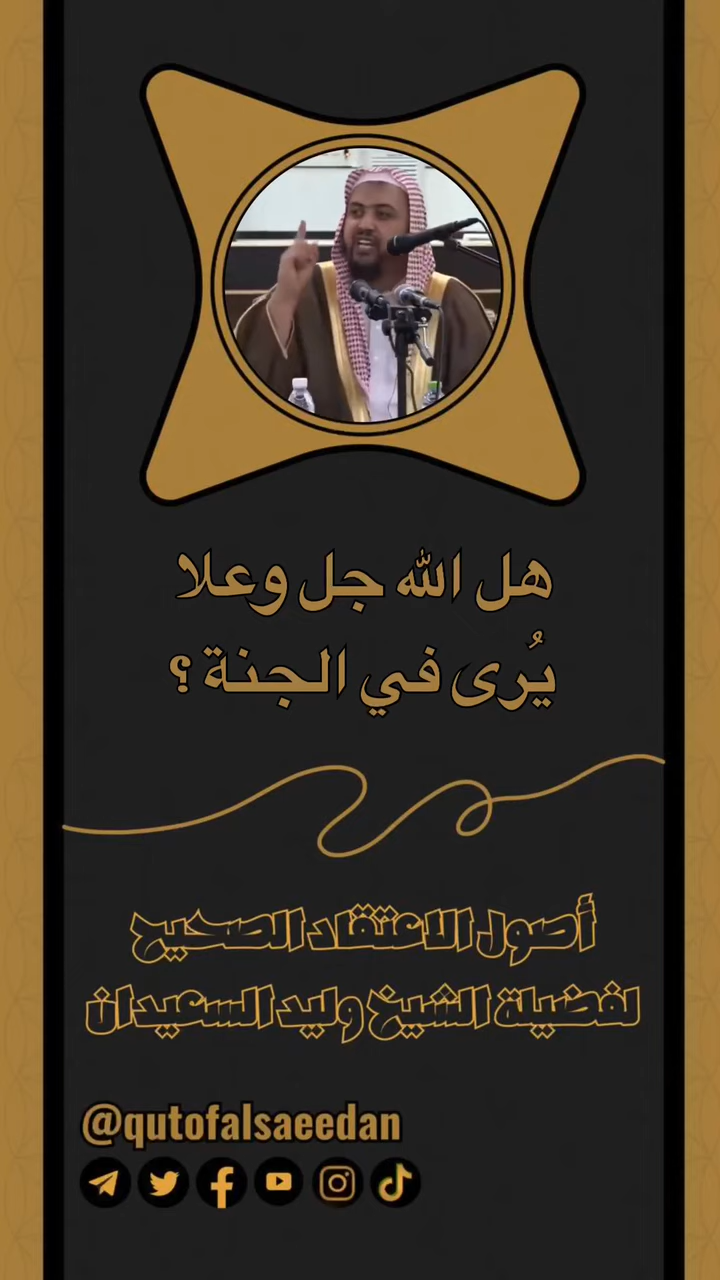 هل الله جل وعلا
يُرى في الجنة ؟
أصول الاعتقاد الصحيح
لفضيلة الشيخ وليد السعيدان
@qutofalsaeedan